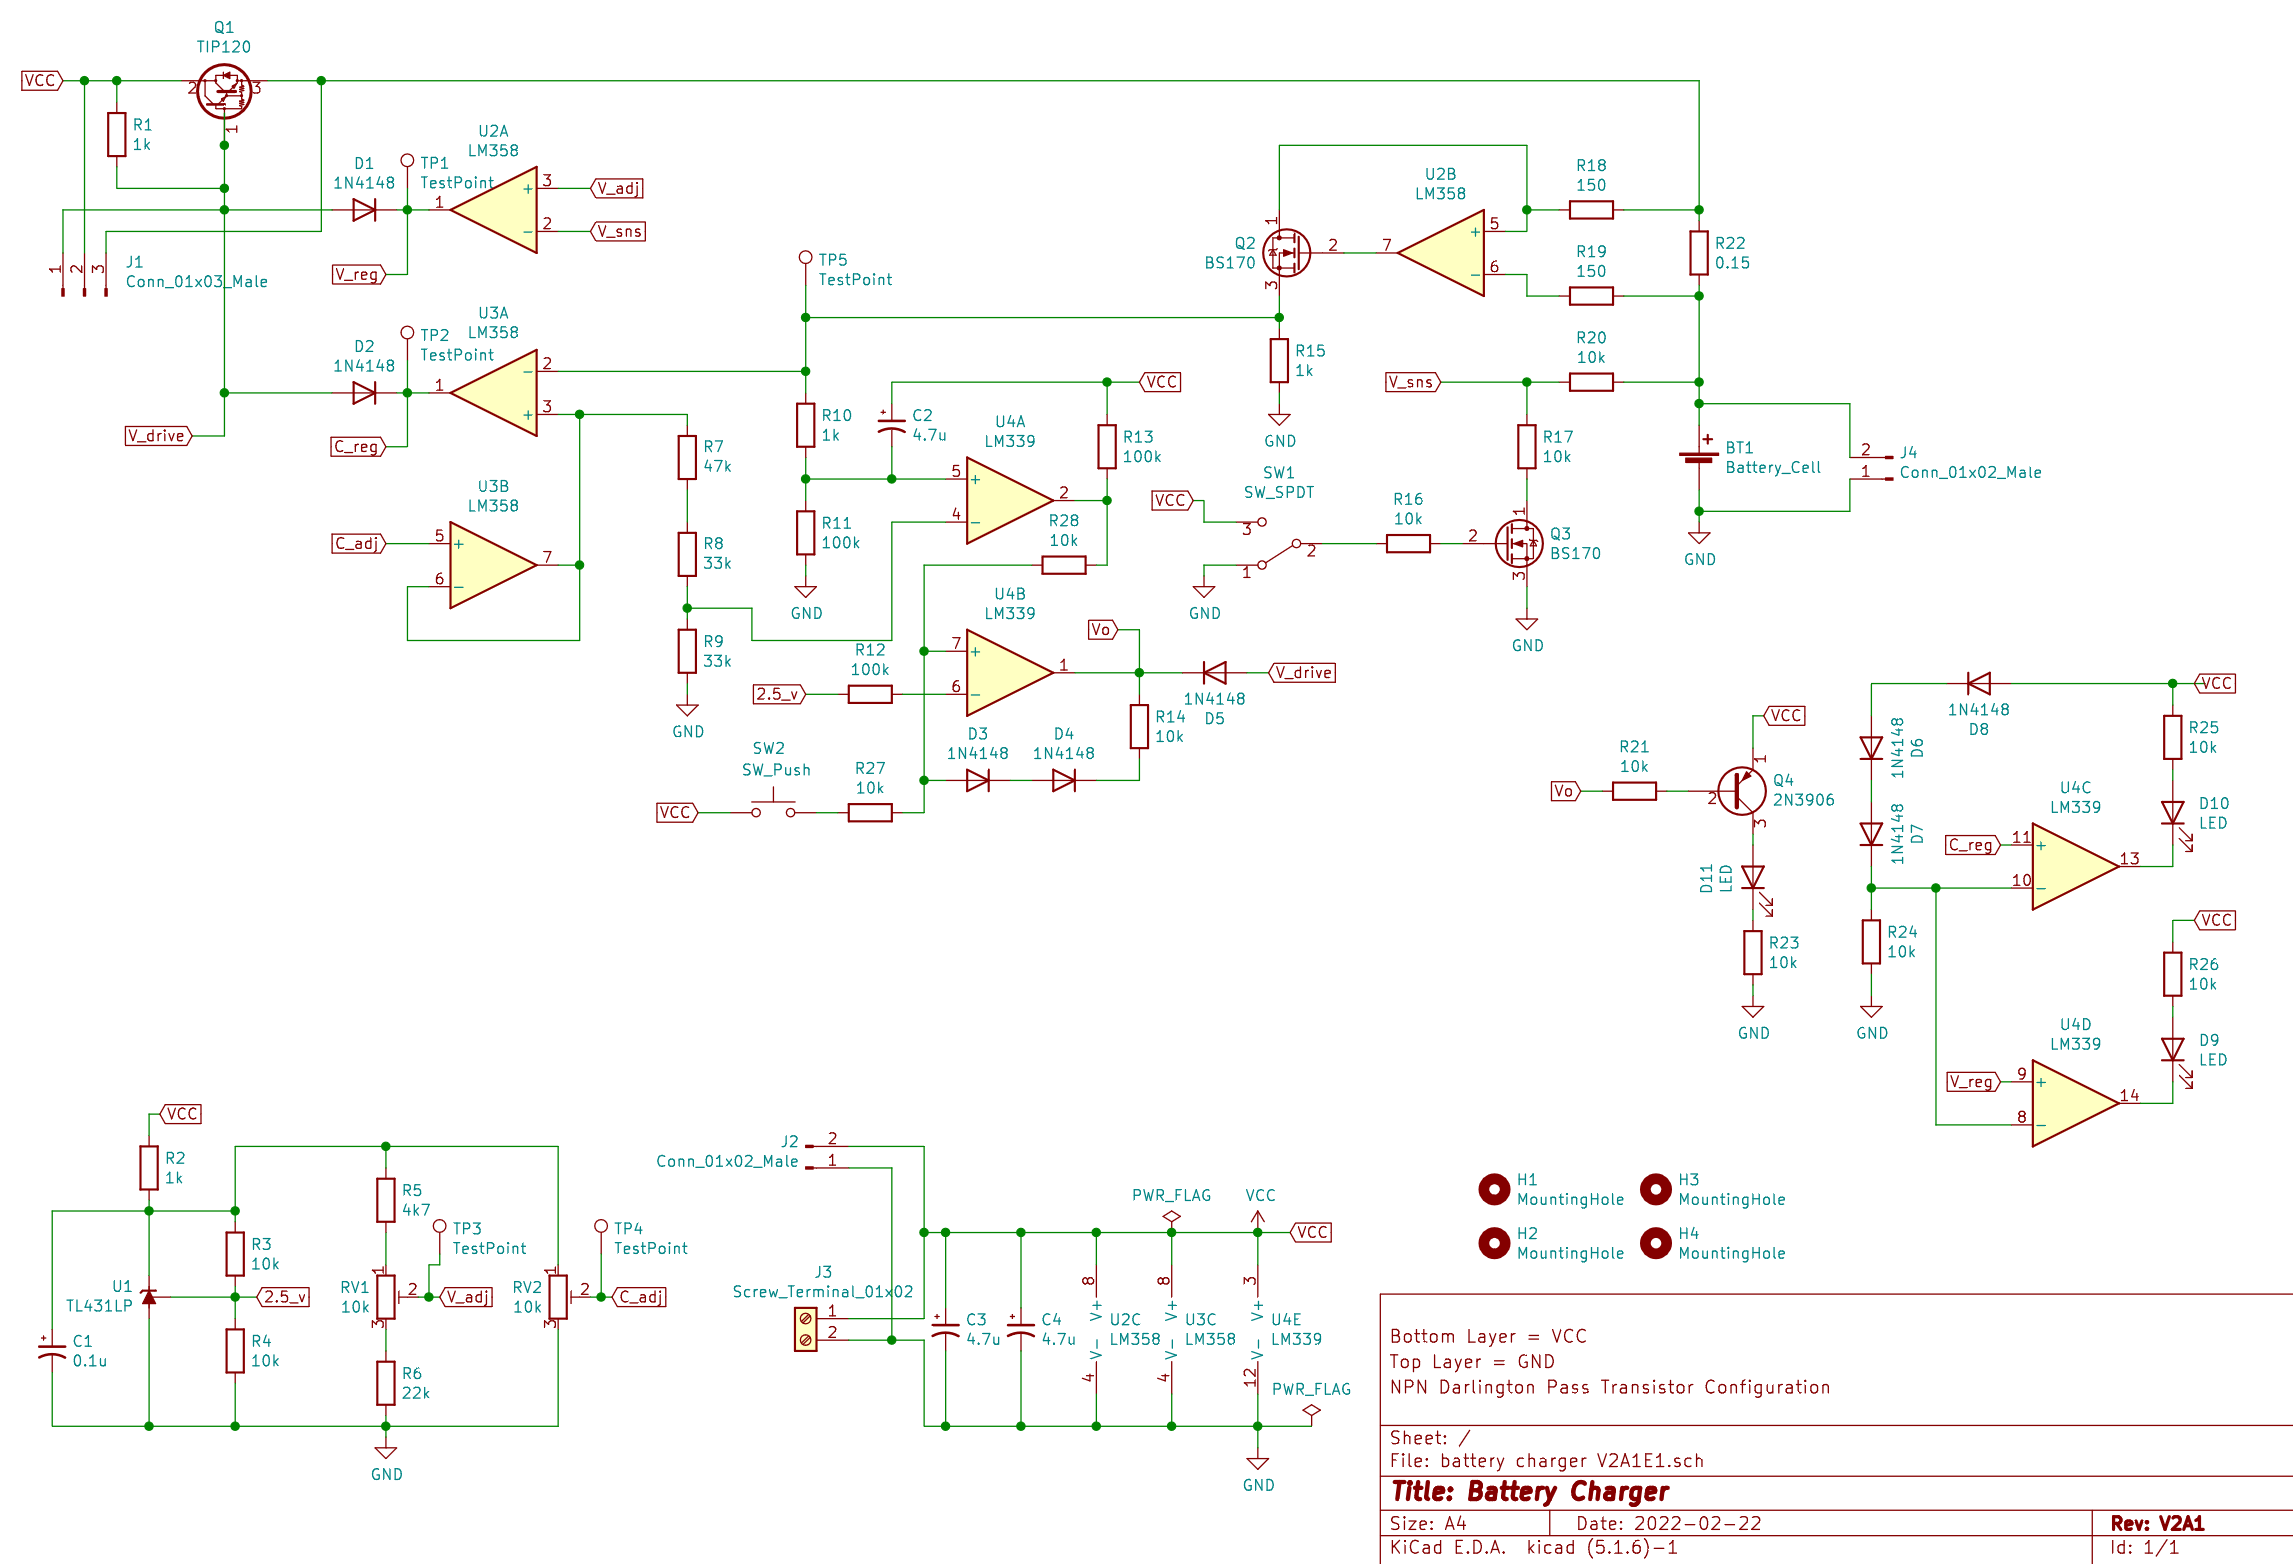 Q1
TIP120
VCC
2
3
1
R1
1k
D1
1N4148
TP1
TestPoint
U2A
LM358
1
+
3
V_adj
-
2
V_sns
V_reg
1
2
3
J1
Conn_01x03_Male
U3A
LM358
D2
1N4148
TP2
TestPoint
1
-
2
+
3
V_drive
C_reg
U3B
LM358
C_adj
5
+
6
-
7
R7
47k
R8
33k
R9
33k
GND
TP5
TestPoint
R10
1k
R11
100k
GND
C2
4.7u
+
VCC
U4A
LM339
5
+
4
-
2
R13
100k
R28
10k
U4B
LM339
7
+
6
-
1
R12
100k
2.5_v
Vo
1N4148
D5
V_drive
R14
10k
D3
1N4148
D4
1N4148
SW2
SW_Push
VCC
R27
10k
Q2
BS170
1
2
3
U2B
LM358
7
+
5
-
6
R18
150
R19
150
R20
10k
R22
0.15
R15
1k
GND
V_sns
R17
10k
SW1
SW_SPDT
VCC
3
1
2
GND
R16
10k
Q3
BS170
1
2
3
GND
BT1
Battery_Cell
+
GND
J4
Conn_01x02_Male
2
1
Vo
R21
10k
VCC
Q4
2N3906
1
2
3
D11
LED
R23
10k
GND
1N4148
D8
VCC
1N4148
D6
1N4148
D7
R24
10k
GND
R25
10k
D10
LED
U4C
LM339
C_reg
11
+
10
-
13
VCC
R26
10k
D9
LED
U4D
LM339
V_reg
9
+
8
-
14
VCC
R2
1k
U1
TL431LP
C1
0.1u
+
R3
10k
2.5_v
R4
10k
R5
4k7
RV1
10k
1
2
3
TP3
TestPoint
V_adj
R6
22k
GND
RV2
10k
1
2
3
TP4
TestPoint
C_adj
J2
Conn_01x02_Male
2
1
J3
Screw_Terminal_01x02
1
2
C3
4.7u
+
C4
4.7u
+
8
V+
U2C
LM358
V-
4
PWR_FLAG
8
V+
U3C
LM358
V-
4
VCC
VCC
3
V+
U4E
LM339
V-
12
PWR_FLAG
GND
H1
MountingHole
H3
MountingHole
H2
MountingHole
H4
MountingHole
Bottom Layer = VCC
Top Layer = GND
NPN Darlington Pass Transistor Configuration
Sheet: /
File: battery charger V2A1E1.sch
Title: Battery Charger
Size: A4
Date: 2022-02-22
Rev: V2A1
KiCad E.D.A. kicad (5.1.6)-1
Id: 1/1